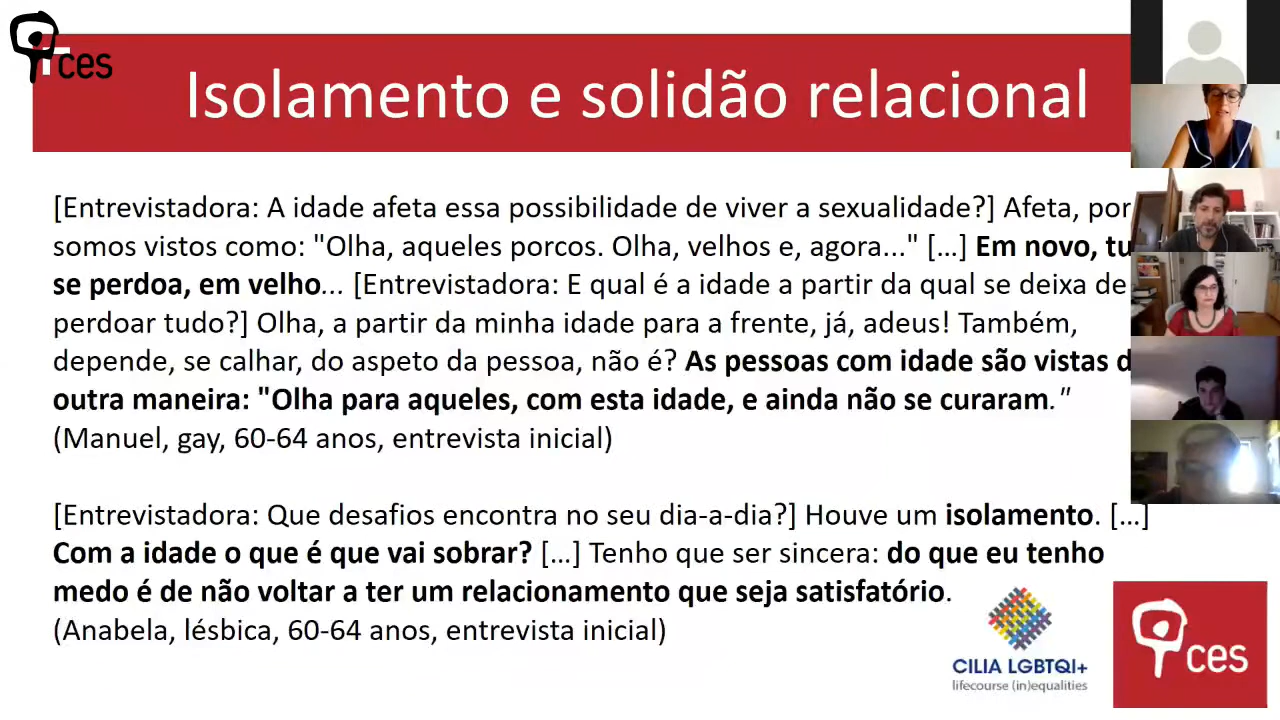 ces
Isolamento e solidão relacional
[Entrevistadora: A idade afeta essa possibilidade de viver a sexualidade?] Afeta, por
somos vistos como: "Olha, aqueles porcos. Olha, velhos e, agora..." [...] Em novo, tu
se perdoa, em velho... [Entrevistadora: E qual é a idade a partir da qual se deixa de
perdoar tudo?] Olha, a partir da minha idade para a frente, já, adeus! Também,
depende, se calhar, do aspeto da pessoa, não é? As pessoas com idade são vistas d
outra maneira: "Olha para aqueles, com esta idade, e ainda não se curaram."
(Manuel, gay, 60-64 anos, entrevista inicial)
[Entrevistadora: Que desafios encontra no seu dia-a-dia?] Houve um isolamento. [...]
Com a idade o que é que vai sobrar? [...] Tenho que ser sincera: do que eu tenho
medo é de não voltar a ter um relacionamento que seja satisfatório.
(Anabela, lésbica, 60-64 anos, entrevista inicial)
CILIA LGBTQI+
lifecourse (in)equalities
ces